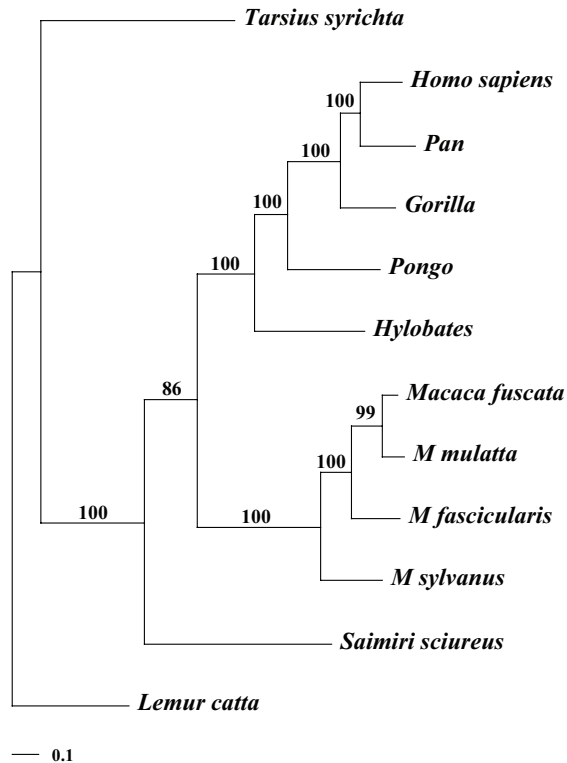 Tarsius syrichta
Homo sapiens
100
Pan
100
Gorilla
100
Pongo
100
Hylobates
86
Macaca fuscata
99
M mulatta
100
M fascicularis
100
100
M sylvanus
Saimiri sciureus
Lemur catta
0.1